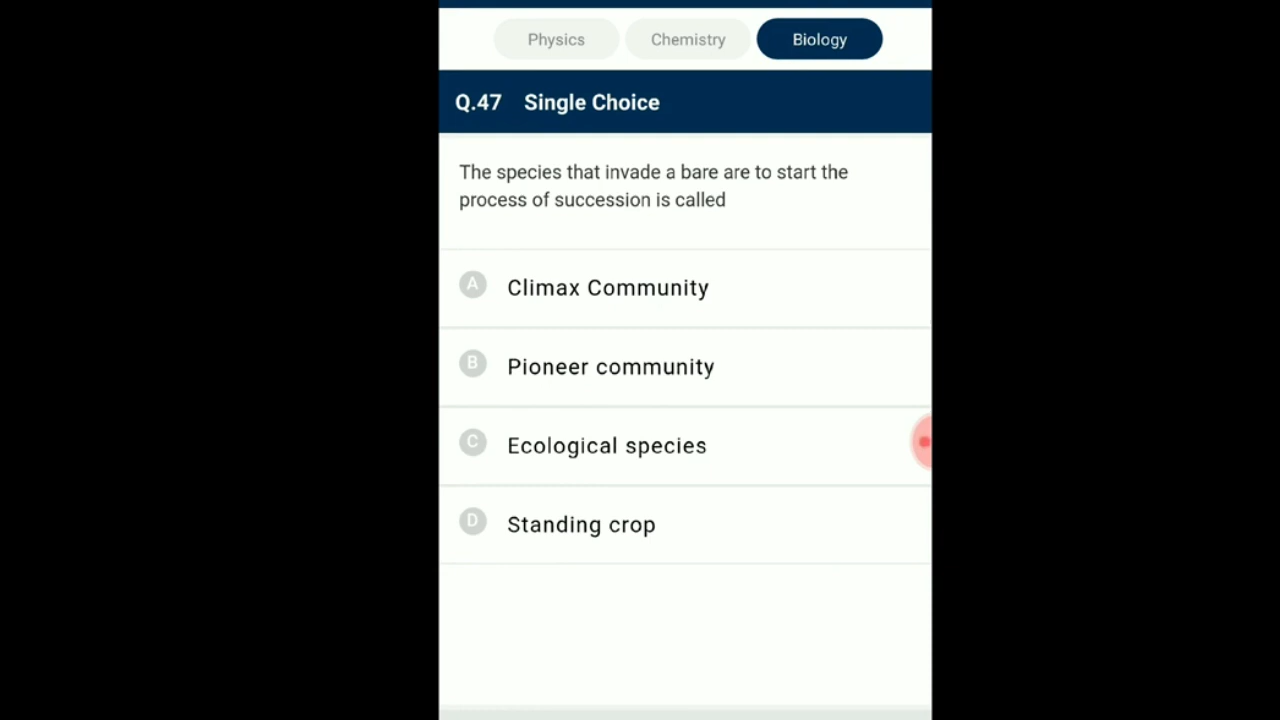 Physics Chemistry Biology
Q.47 Single Choice
The species that invade a bare are to start the
process of succession is called
A Climax Community
B Pioneer community
C Ecological species
D Standing crop